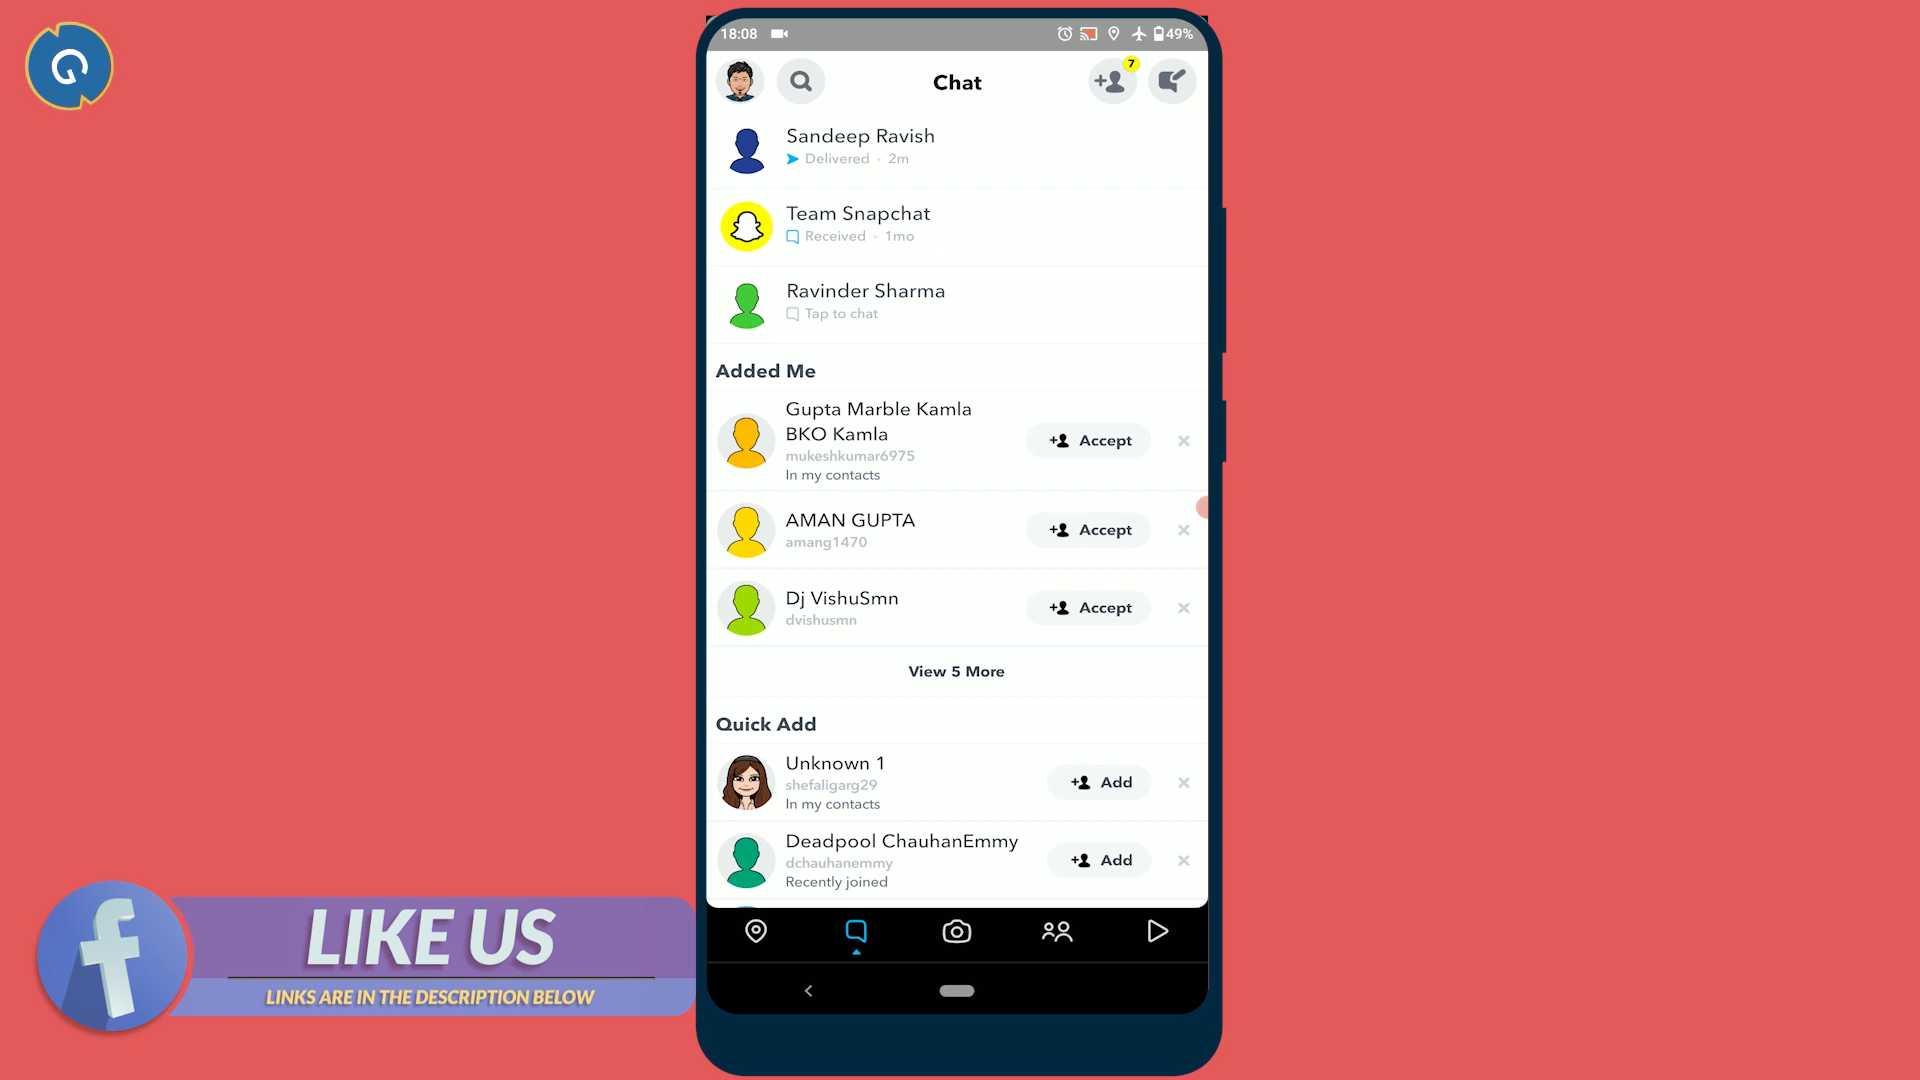 18:08
49%
7
Chat
Sandeep Ravish
Delivered · 2m
Team Snapchat
Received · 1mo
Ravinder Sharma
Tap to chat
Added Me
Gupta Marble Kamla
BKO Kamla
mukeshkumar6975
In my contacts
Accept
AMAN GUPTA
amang1470
Accept
Dj VishuSmn
dvishusmn
Accept
View 5 More
Quick Add
Unknown 1
shefaligarg29
In my contacts
Add
Deadpool ChauhanEmmy
dchauhanemmy
Recently joined
Add
f
LIKE US
LINKS ARE IN THE DESCRIPTION BELOW